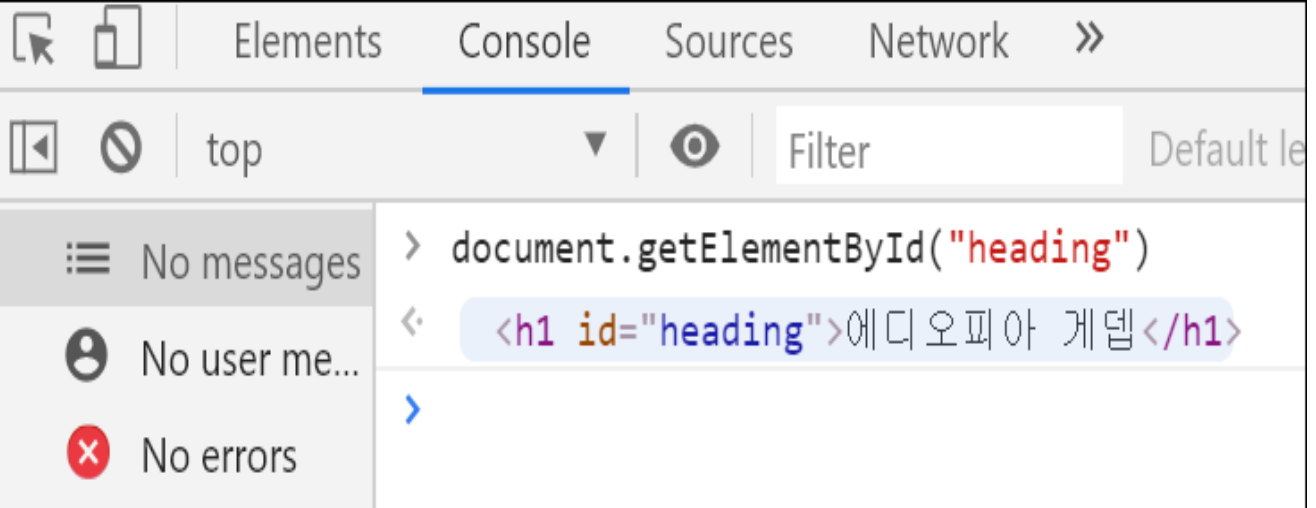 Elements Console Sources Network »
top ▼ Filter Default le
No messages
No user me...
No errors
> document.getElementById("heading")
<· <h1 id="heading">에디오피아 게뎁</h1>
>